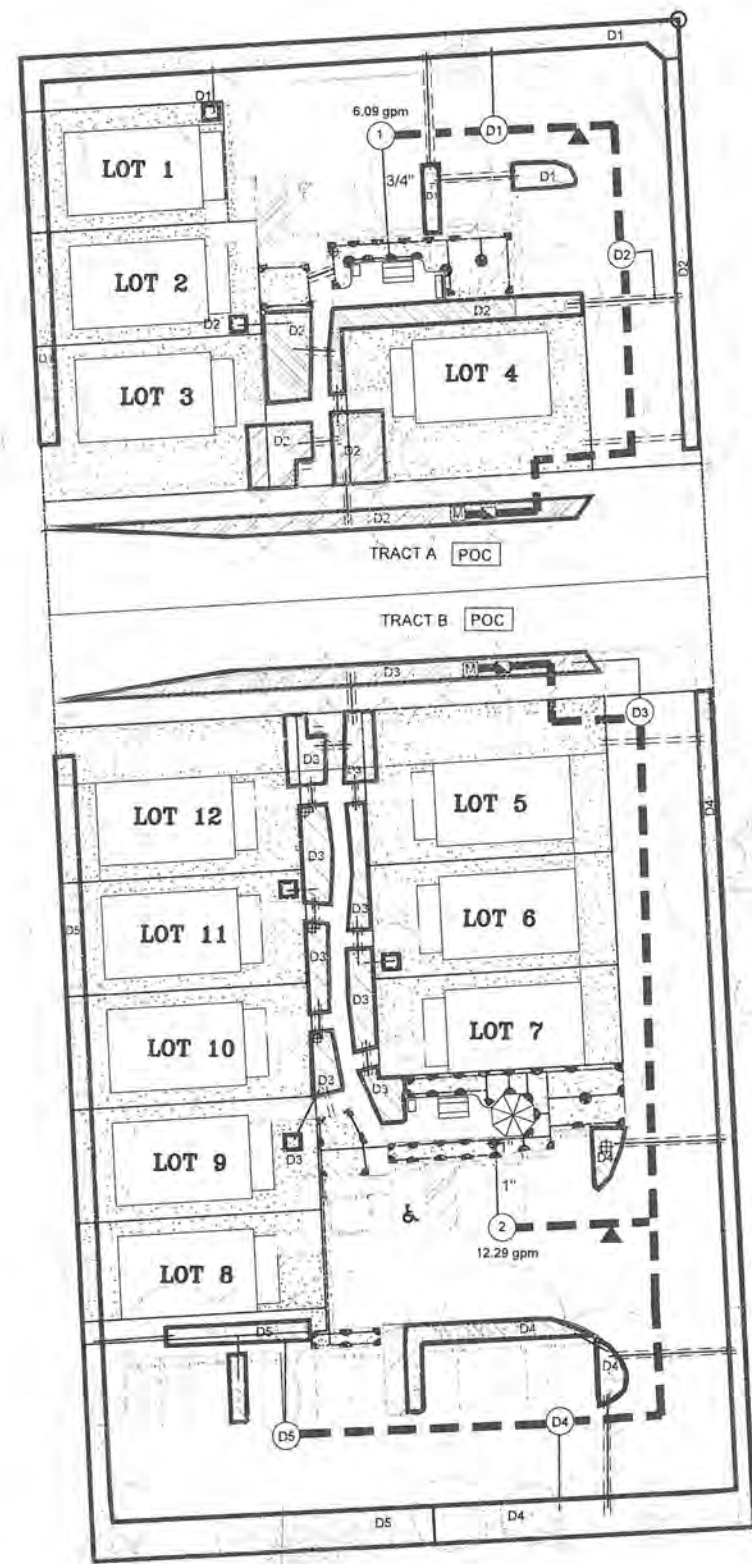 D1
D1
6.09 gpm
1
D1
LOT 1
3/4"
D1
D1
D2
LOT 2
D2
D2
D2
D2
D1
LOT 3
LOT 4
D2
D2
D2
M
TRACT A POC
TRACT B POC
D3
M
D3
D3
D3
LOT 12
LOT 5
D4
D3
LOT 11
D3
LOT 6
D5
D3
D3
LOT 10
LOT 7
D3
D3
LOT 9
D3
D4
1"
2
12.29 gpm
LOT 8
D5
D4
D4
D5
D4
D5
D4